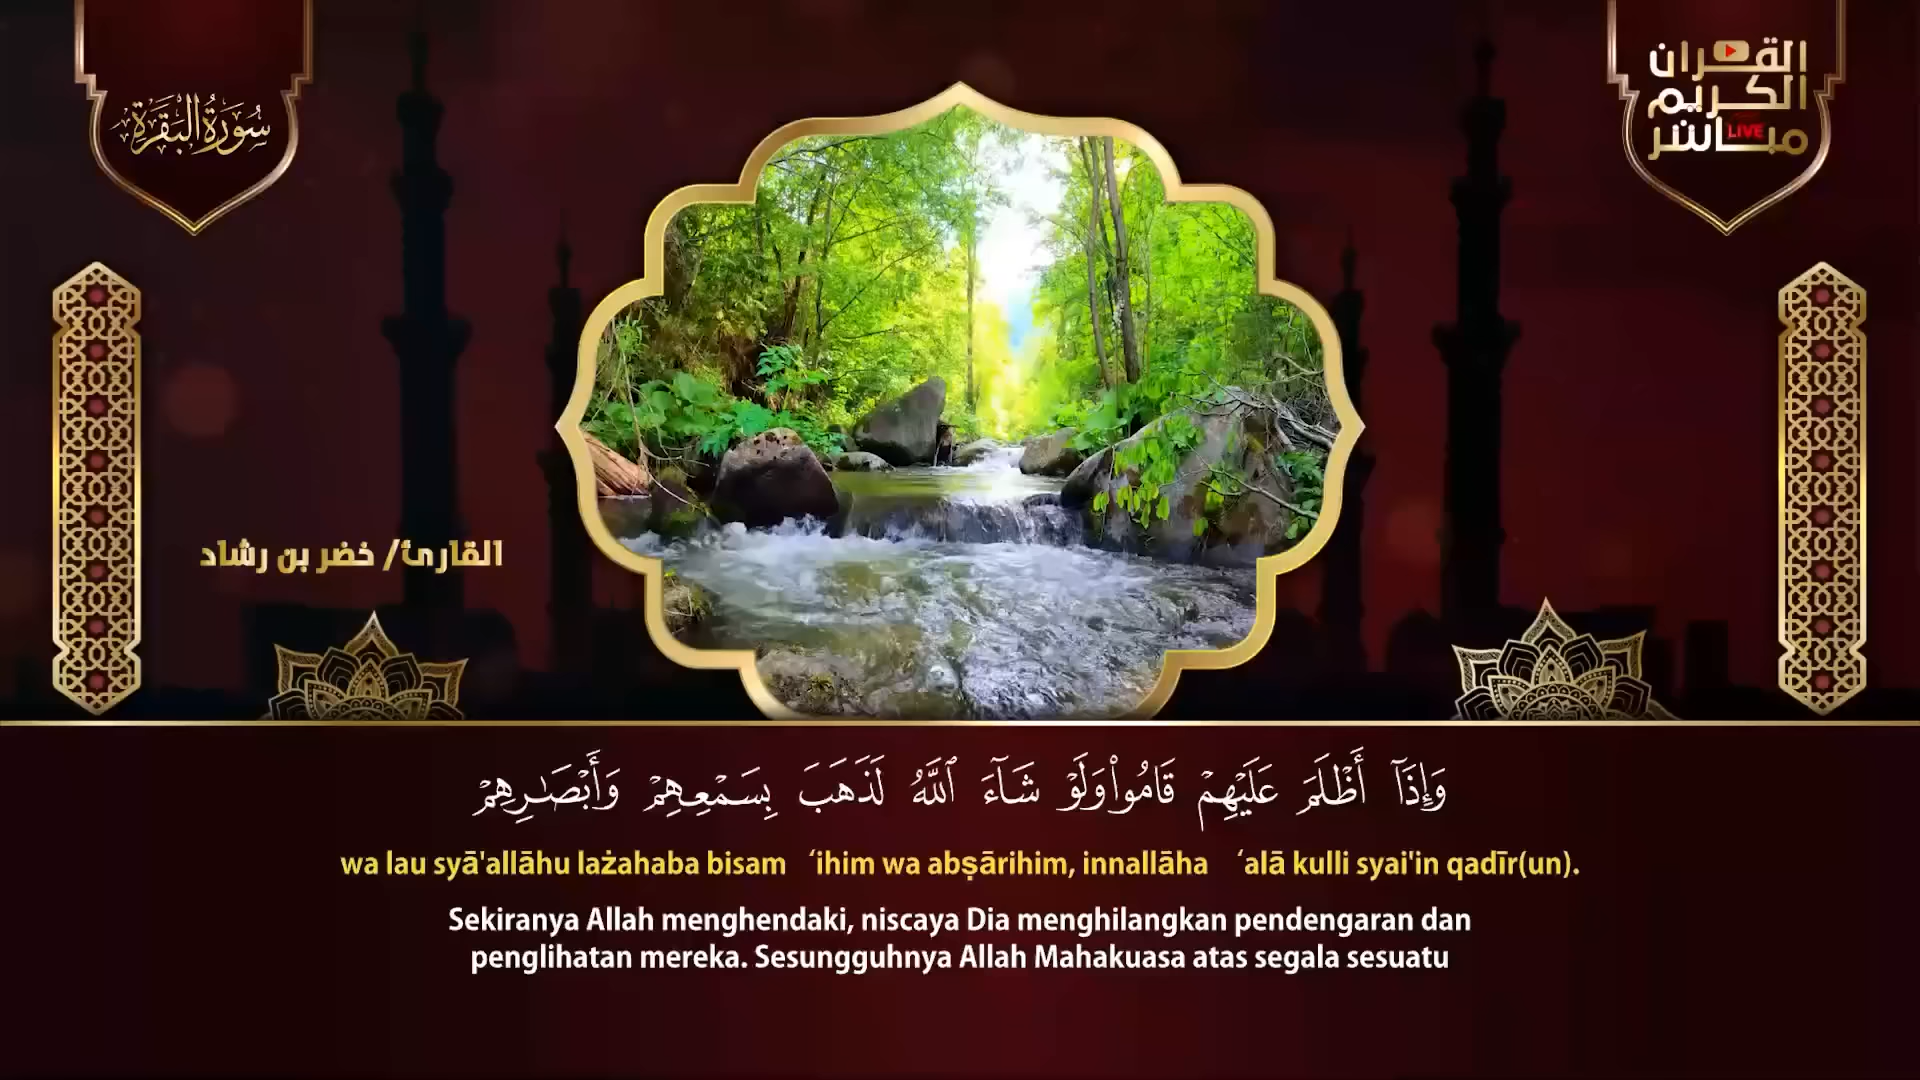 سُورَةُ البَقَرَةِ
القرآن
الكريم
مباشر
LIVE
القارئ/ خضر بن رشاد
وَإِذَآ أَظْلَمَ عَلَيْهِمْ قَامُوا۟ وَلَوْ شَآءَ ٱللَّهُ لَذَهَبَ بِسَمْعِهِمْ وَأَبْصَـٰرِهِمْ
wa lau syā'allāhu lażahaba bisam ‘ihim wa abṣārihim, innallāha ‘alā kulli syai'in qadīr(un).
Sekiranya Allah menghendaki, niscaya Dia menghilangkan pendengaran dan
penglihatan mereka. Sesungguhnya Allah Mahakuasa atas segala sesuatu